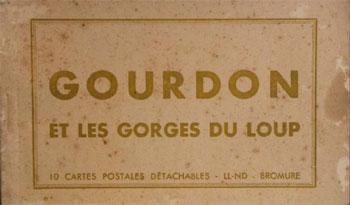 GOURDON
ET LES GORGES DU LOUP
10 CARTES POSTALES DÉTACHABLES - LL-ND - BROMURE